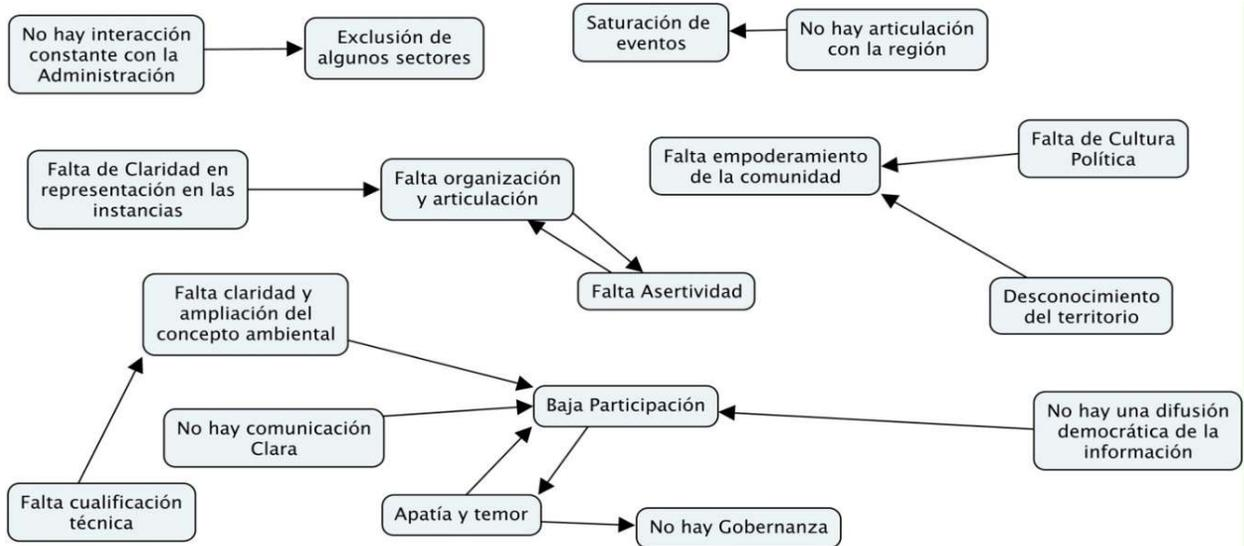 No hay interacción
constante con la
Administración
Exclusión de
algunos sectores
Saturación de
eventos
No hay articulación
con la región
Falta de Claridad en
representación en las
instancias
Falta organización
y articulación
Falta Asertividad
Falta empoderamiento
de la comunidad
Falta de Cultura
Política
Desconocimiento
del territorio
Falta claridad y
ampliación del
concepto ambiental
No hay comunicación
Clara
Baja Participación
No hay una difusión
democrática de la
información
Falta cualificación
técnica
Apatía y temor
No hay Gobernanza